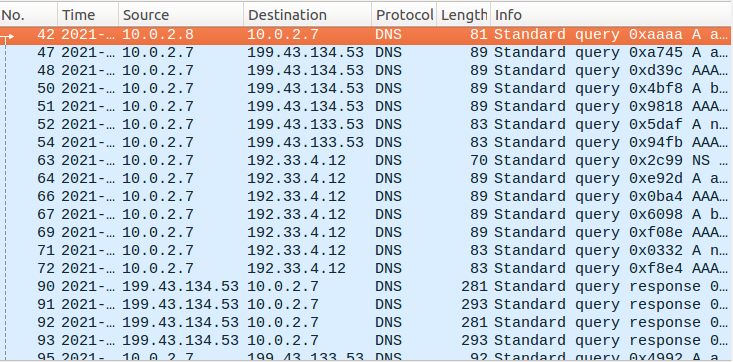 No. Time Source Destination Protocol Length Info
42 2021-… 10.0.2.8 10.0.2.7 DNS 81 Standard query 0xaaaa A a…
47 2021-… 10.0.2.7 199.43.134.53 DNS 89 Standard query 0xa745 A a…
48 2021-… 10.0.2.7 199.43.134.53 DNS 89 Standard query 0xd39c AAA…
50 2021-… 10.0.2.7 199.43.134.53 DNS 89 Standard query 0x4bf8 A b…
51 2021-… 10.0.2.7 199.43.134.53 DNS 89 Standard query 0x9818 AAA…
52 2021-… 10.0.2.7 199.43.133.53 DNS 83 Standard query 0x5daf A n…
54 2021-… 10.0.2.7 199.43.133.53 DNS 83 Standard query 0x94fb AAA…
63 2021-… 10.0.2.7 192.33.4.12 DNS 70 Standard query 0x2c99 NS …
64 2021-… 10.0.2.7 192.33.4.12 DNS 89 Standard query 0xe92d A a…
66 2021-… 10.0.2.7 192.33.4.12 DNS 89 Standard query 0x0ba4 AAA…
67 2021-… 10.0.2.7 192.33.4.12 DNS 89 Standard query 0x6098 A b…
69 2021-… 10.0.2.7 192.33.4.12 DNS 89 Standard query 0xf08e AAA…
71 2021-… 10.0.2.7 192.33.4.12 DNS 83 Standard query 0x0332 A n…
72 2021-… 10.0.2.7 192.33.4.12 DNS 83 Standard query 0xf8e4 AAA…
90 2021-… 199.43.134.53 10.0.2.7 DNS 281 Standard query response 0…
91 2021-… 199.43.134.53 10.0.2.7 DNS 293 Standard query response 0…
92 2021-… 199.43.134.53 10.0.2.7 DNS 281 Standard query response 0…
93 2021-… 199.43.134.53 10.0.2.7 DNS 293 Standard query response 0…
95 2021-… 10.0.2.7 199.43.133.53 DNS 92 Standard query 0x4992 A a…